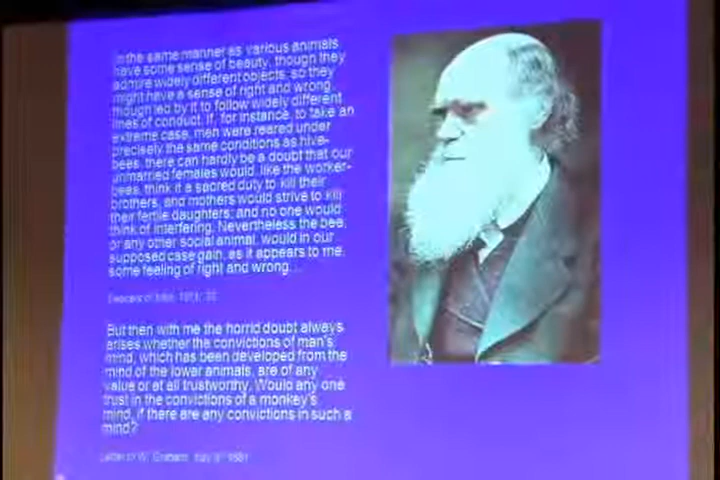 In the same manner as various animals
have some sense of beauty, though they
admire widely different objects, so they
might have a sense of right and wrong,
though led by it to follow widely different
lines of conduct. If, for instance, to take an
extreme case, men were reared under
precisely the same conditions as hive-
bees, there can hardly be a doubt that our
unmarried females would, like the worker-
bees, think it a sacred duty to kill their
brothers, and mothers would strive to kill
their fertile daughters; and no one would
think of interfering. Nevertheless the bee,
or any other social animal, would in our
supposed case gain, as it appears to me,
some feeling of right and wrong...
Descent of Man, 1871,
But then with me the horrid doubt always
arises whether the convictions of man's
mind, which has been developed from the
mind of the lower animals, are of any
value or at all trustworthy. Would any one
trust in the convictions of a monkey's
mind, if there are any convictions in such a
mind?
Letter to W. Graham, July 3, 1881